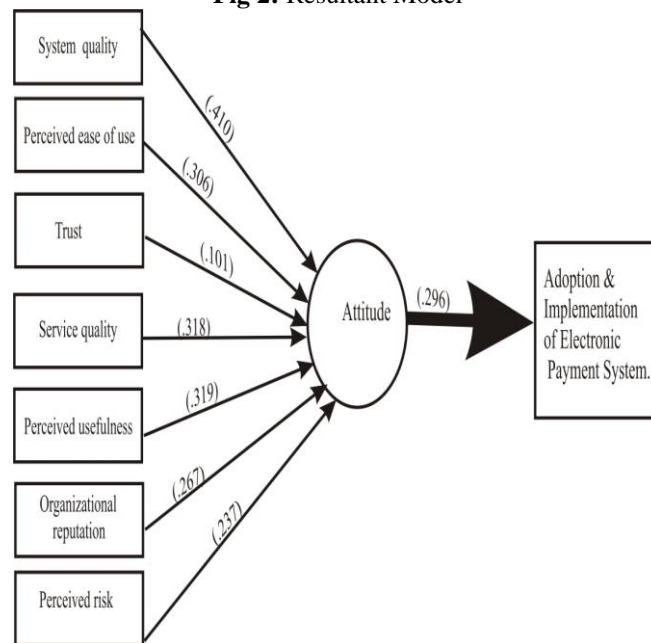 Fig 2: Resultant Model
System quality
(.410)
Perceived ease of use
(.306)
Trust
(.101)
Service quality
(.318)
Perceived usefulness
(.319)
Organizational
reputation
(.267)
Perceived risk
(.237)
Attitude
(.296)
Adoption &
Implementation
of Electronic
Payment System.